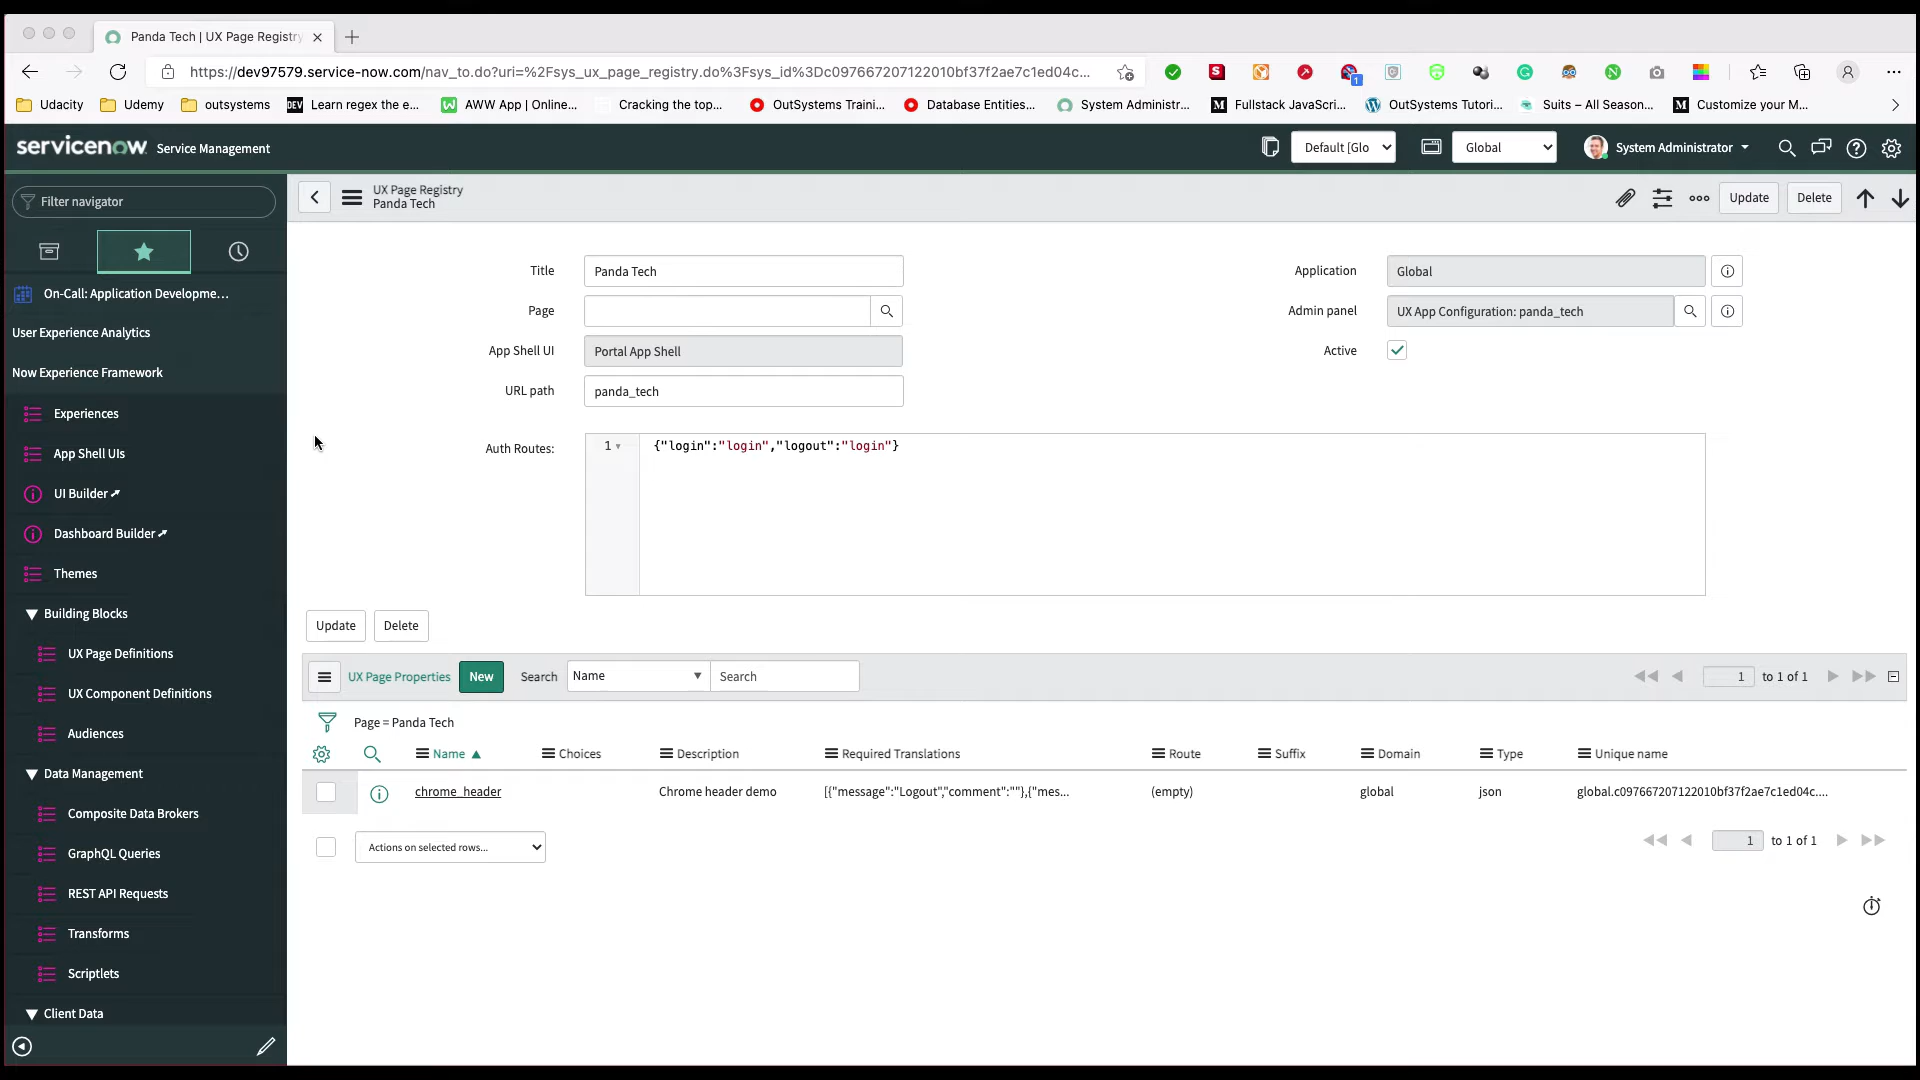 Panda Tech | UX Page Registry
https://dev97579.service-now.com/nav_to.do?uri=%2Fsys_ux_page_registry.do%3Fsys_id%3Dc097667207122010bf37f2ae7c1ed04c...
1
Udacity
Udemy
outsystems
DEV Learn regex the e...
AWW App | Online...
Cracking the top...
OutSystems Traini...
Database Entities...
System Administr...
Fullstack JavaScri...
OutSystems Tutori...
Suits – All Season...
Customize your M...
servicenow Service Management
Default [Glo
Global
System Administrator
Filter navigator
UX Page Registry
Panda Tech
Update
Delete
On-Call: Application Developme...
User Experience Analytics
Now Experience Framework
Experiences
App Shell UIs
UI Builder
Dashboard Builder
Themes
Building Blocks
UX Page Definitions
UX Component Definitions
Audiences
Data Management
Composite Data Brokers
GraphQL Queries
REST API Requests
Transforms
Scriptlets
Client Data
Title Panda Tech
Page
App Shell UI Portal App Shell
URL path panda_tech
Application Global
Admin panel UX App Configuration: panda_tech
Active
Auth Routes: 1 {"login":"login","logout":"login"}
Update Delete
UX Page Properties New Search Name Search 1 to 1 of 1
Page = Panda Tech
Name Choices Description Required Translations Route Suffix Domain Type Unique name
chrome_header Chrome header demo [{"message":"Logout","comment":""},{"mes... (empty) global json global.c097667207122010bf37f2ae7c1ed04c....
Actions on selected rows... 1 to 1 of 1